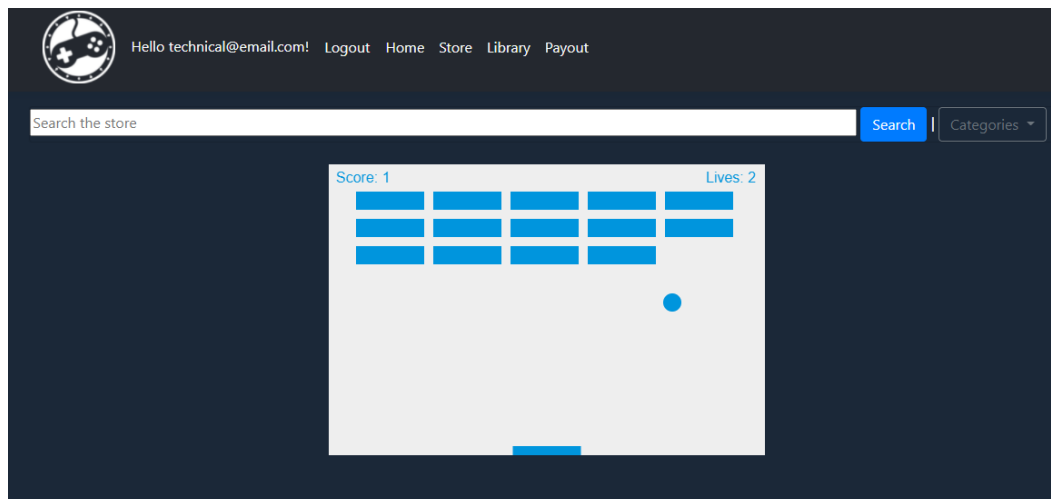 Hello technical@email.com! Logout Home Store Library Payout
Search the store Search | Categories
Score: 1 Lives: 2